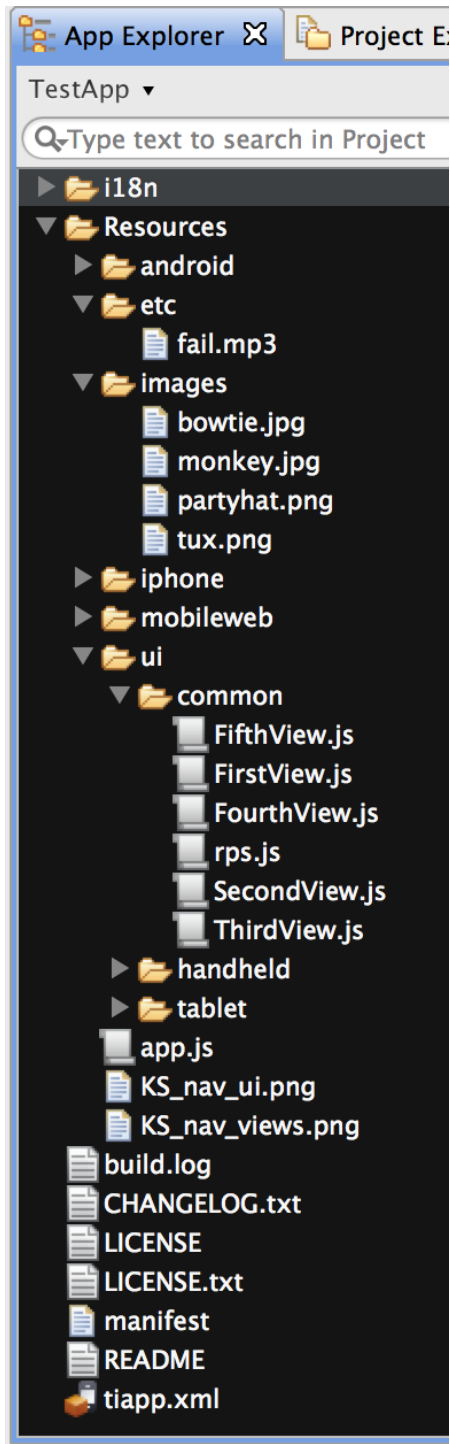 App Explorer Project Ex
TestApp
Type text to search in Project
i18n
Resources
android
etc
fail.mp3
images
bowtie.jpg
monkey.jpg
partyhat.png
tux.png
iphone
mobileweb
ui
common
FifthView.js
FirstView.js
FourthView.js
rps.js
SecondView.js
ThirdView.js
handheld
tablet
app.js
KS_nav_ui.png
KS_nav_views.png
build.log
CHANGELOG.txt
LICENSE
LICENSE.txt
manifest
README
tiapp.xml